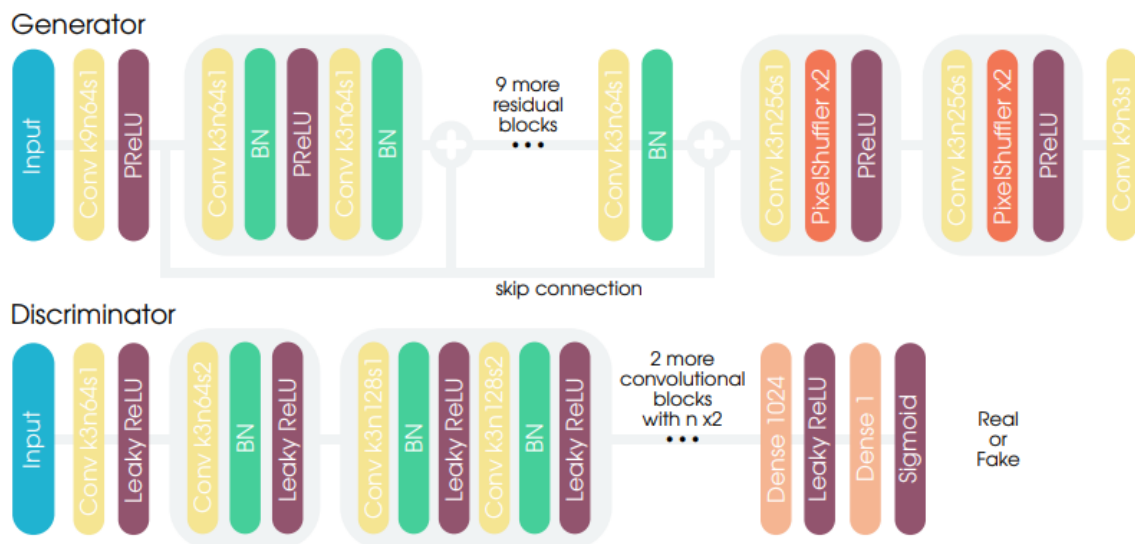 Generator
Input
Conv k9n64s1
PReLU
Conv k3n64s1
BN
PReLU
Conv k3n64s1
BN
9 more
residual
blocks
•••
Conv k3n64s1
BN
Conv k3n256s1
PixelShuffler x2
PReLU
Conv k3n256s1
PixelShuffler x2
PReLU
Conv k9n3s1
skip connection
Discriminator
Input
Conv k3n64s1
Leaky ReLU
Conv k3n64s2
BN
Leaky ReLU
Conv k3n128s1
BN
Leaky ReLU
Conv k3n128s2
BN
Leaky ReLU
2 more
convolutional
blocks
with n x2
•••
Dense 1024
Leaky ReLU
Dense 1
Sigmoid
Real
or
Fake